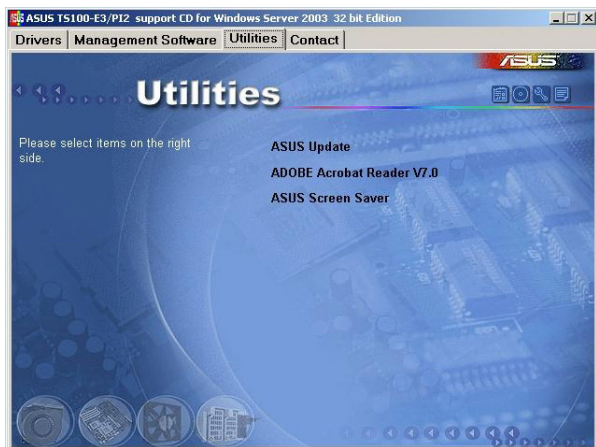 ASUS TS100-E3/PI2 support CD for Windows Server 2003 32 bit Edition
Drivers Management Software Utilities Contact
ASUS
Utilities
Please select items on the right
side.
ASUS Update
ADOBE Acrobat Reader V7.0
ASUS Screen Saver